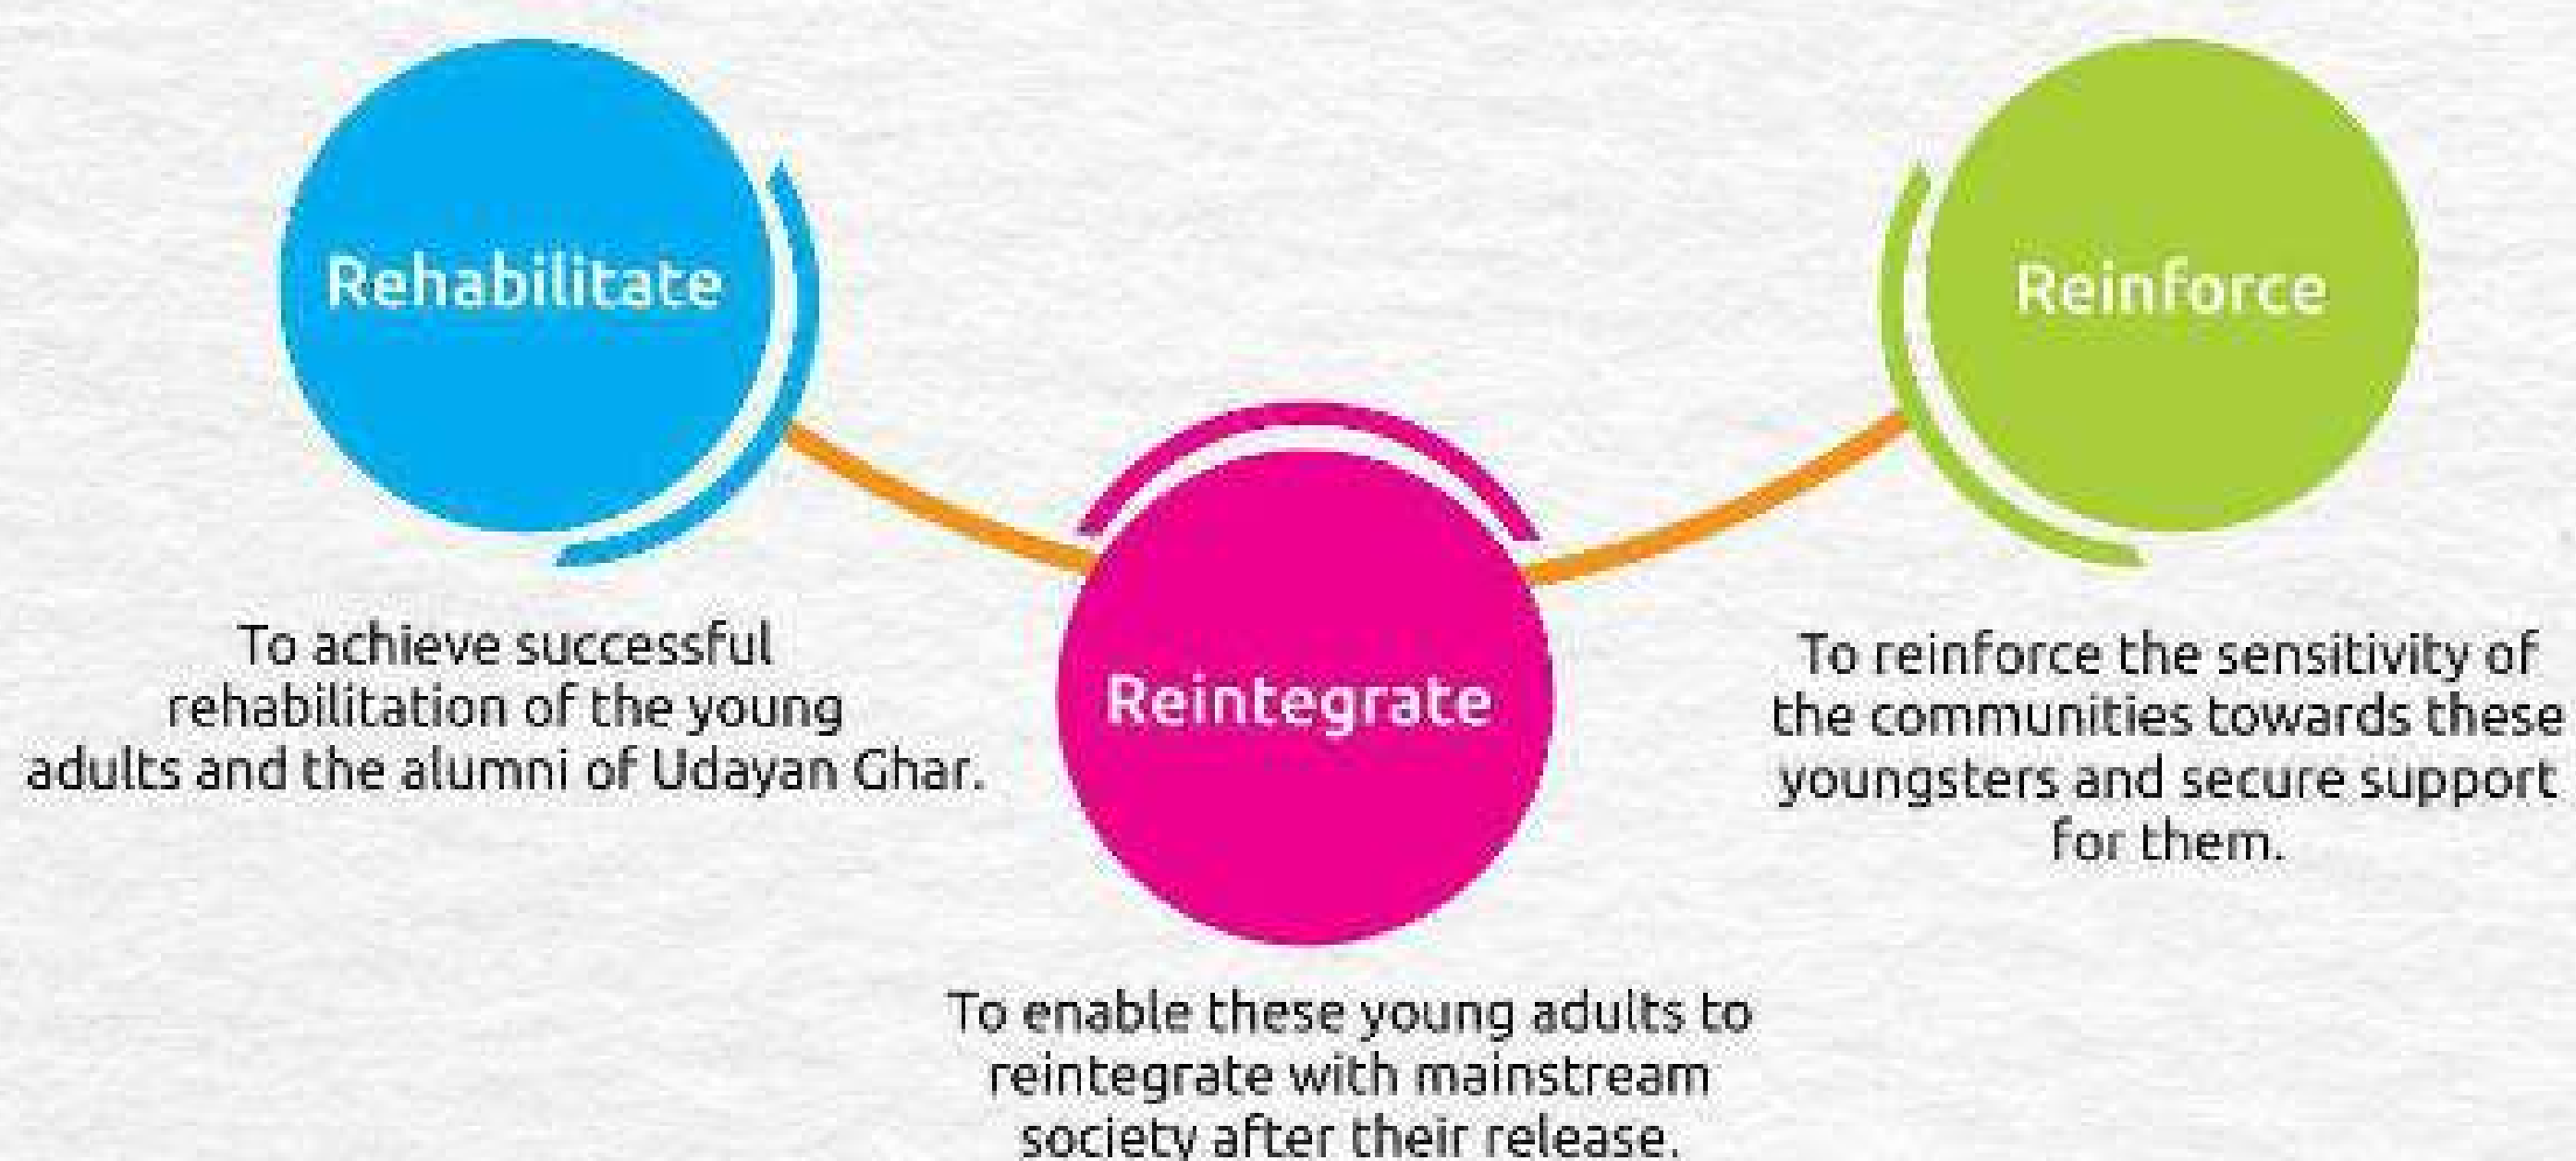 Rehabilitate
To achieve successful
rehabilitation of the young
adults and the alumni of Udayan Ghar.
Reintegrate
To enable these young adults to
reintegrate with mainstream
society after their release.
Reinforce
To reinforce the sensitivity of
the communities towards these
youngsters and secure support
for them.